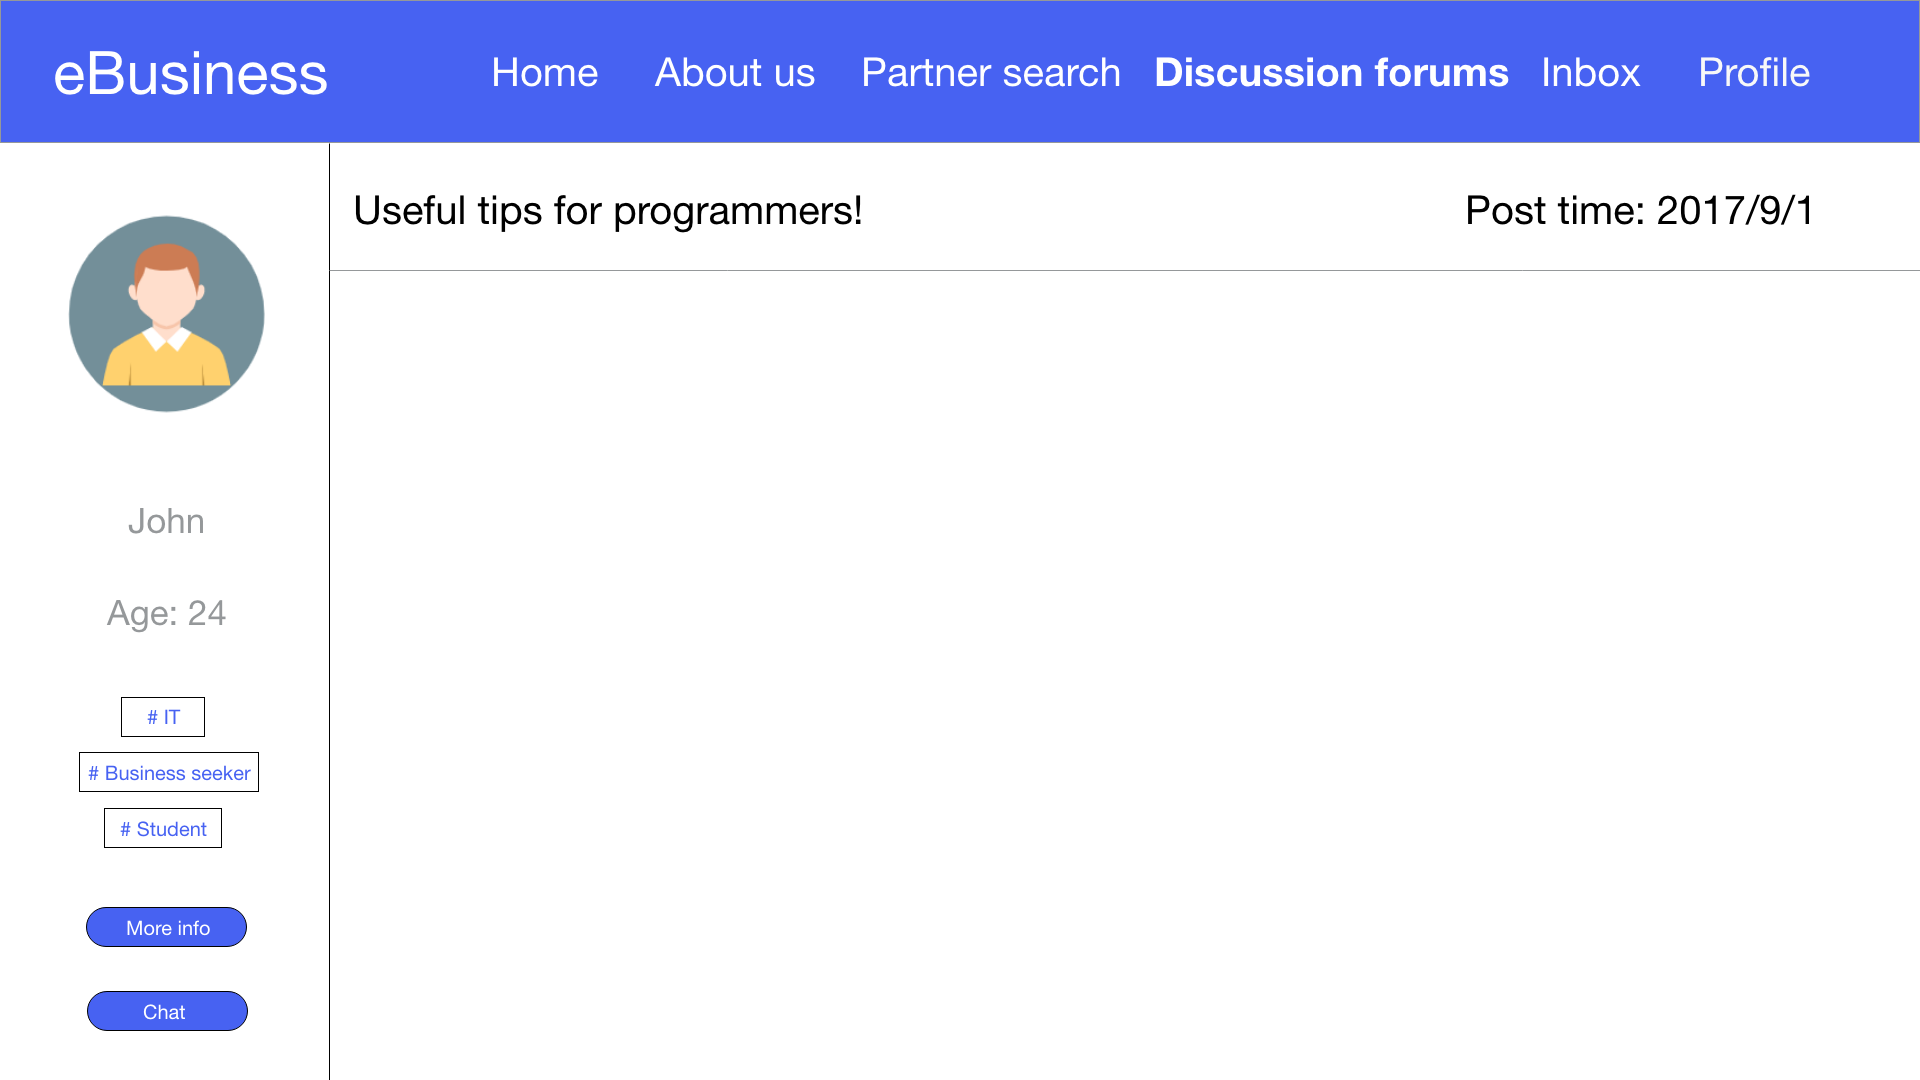 eBusiness Home About us Partner search Discussion forums Inbox Profile
Useful tips for programmers! Post time: 2017/9/1
John
Age: 24
# IT
# Business seeker
# Student
More info
Chat